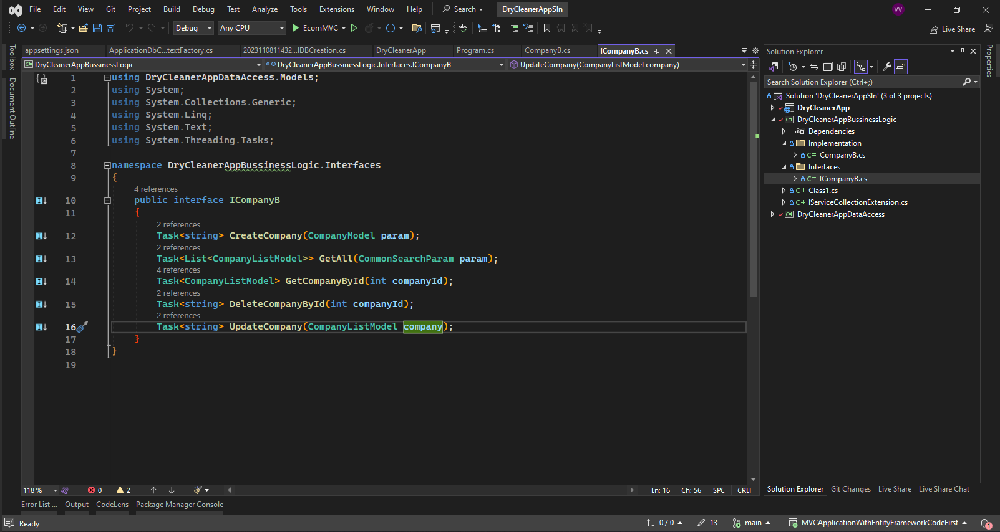 File Edit View Git Project Build Debug Test Analyze Tools Extensions Window Help Search DryCleanerAppSln VV
Debug Any CPU EcomMVC abc Live Share
Toolbox
Document Outline
appsettings.json ApplicationDbC...textFactory.cs 2023110811432...IDBCreation.cs DryCleanerApp Program.cs CompanyB.cs ICompanyB.cs
C# DryCleanerAppBussinessLogic DryCleanerAppBussinessLogic.Interfaces.ICompanyB UpdateCompany(CompanyListModel company)
1 using DryCleanerAppDataAccess.Models;
2 using System;
3 using System.Collections.Generic;
4 using System.Linq;
5 using System.Text;
6 using System.Threading.Tasks;
7
8 namespace DryCleanerAppBussinessLogic.Interfaces
9 {
4 references
10 public interface ICompanyB
11 {
2 references
12 Task<string> CreateCompany(CompanyModel param);
2 references
13 Task<List<CompanyListModel>> GetAll(CommonSearchParam param);
4 references
14 Task<CompanyListModel> GetCompanyById(int companyId);
2 references
15 Task<string> DeleteCompanyById(int companyId);
2 references
16 Task<string> UpdateCompany(CompanyListModel company);
17 }
18 }
19
118 % 0 2 Ln: 16 Ch: 56 SPC CRLF
Error List ... Output CodeLens Package Manager Console
Solution Explorer
Search Solution Explorer (Ctrl+;)
Solution 'DryCleanerAppSln' (3 of 3 projects)
DryCleanerApp
C# DryCleanerAppBussinessLogic
Dependencies
Implementation
C# CompanyB.cs
Interfaces
C# ICompanyB.cs
C# Class1.cs
C# IServiceCollectionExtension.cs
C# DryCleanerAppDataAccess
Solution Explorer Git Changes Live Share Live Share Chat
Properties
Ready 0 / 0 13 main MVCApplicationWithEntityFrameworkCodeFirst 1